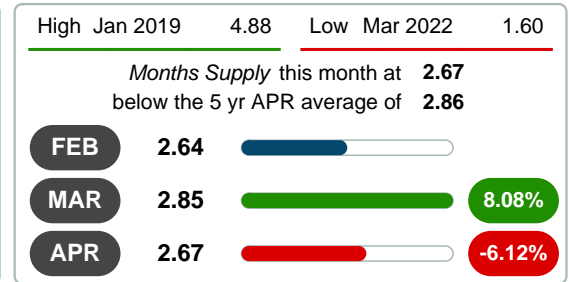 High Jan 2019 4.88 Low Mar 2022 1.60
Months Supply this month at 2.67
below the 5 yr APR average of 2.86
FEB 2.64
MAR 2.85 8.08%
APR 2.67 -6.12%